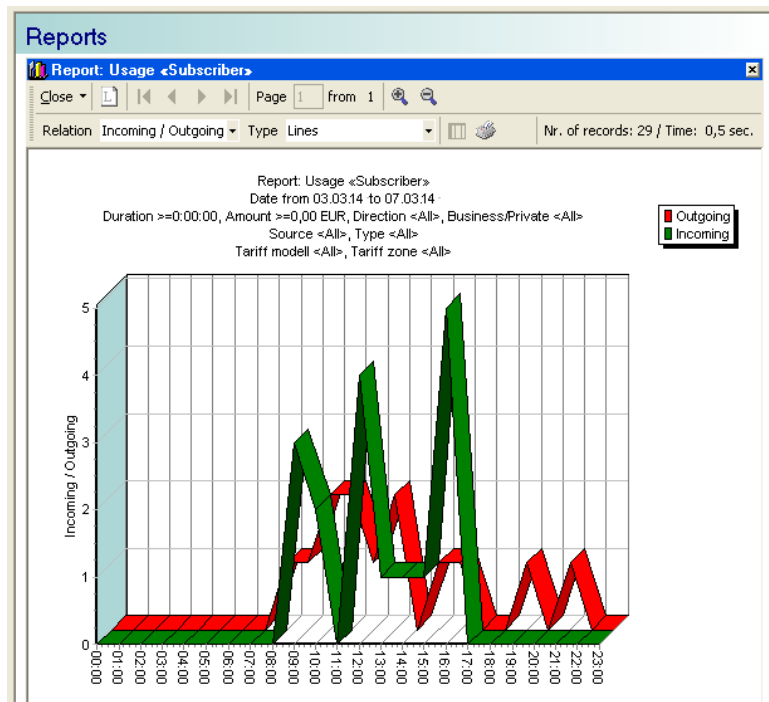 Reports
Report: Usage «Subscriber»
Close
L
Page 1 from 1
Relation Incoming / Outgoing Type Lines Nr. of records: 29 / Time: 0,5 sec.
Report: Usage «Subscriber»
Date from 03.03.14 to 07.03.14
Duration >=0:00:00, Amount >=0,00 EUR, Direction <All>, Business/Private <All>
Source <All>, Type <All>
Tariff modell <All>, Tariff zone <All>
Outgoing
Incoming
Incoming / Outgoing
5
4
3
2
1
0
00:00
01:00
02:00
03:00
04:00
05:00
06:00
07:00
08:00
09:00
10:00
11:00
12:00
13:00
14:00
15:00
16:00
17:00
18:00
19:00
20:00
21:00
22:00
23:00